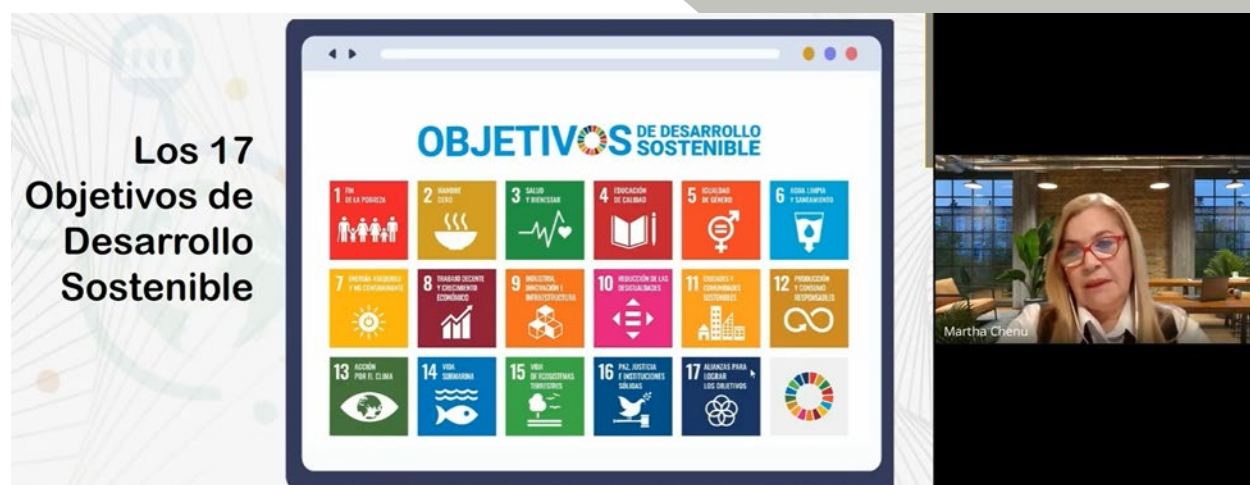 Los 17
Objetivos de
Desarrollo
Sostenible
OBJETIVOS DE DESARROLLO
SOSTENIBLE
1 FIN
DE LA POBREZA
2 HAMBRE
CERO
3 SALUD
Y BIENESTAR
4 EDUCACIÓN
DE CALIDAD
5 IGUALDAD
DE GÉNERO
6 AGUA LIMPIA
Y SANEAMIENTO
7 ENERGÍA ASEQUIBLE
Y NO CONTAMINANTE
8 TRABAJO DECENTE
Y CRECIMIENTO
ECONÓMICO
9 INDUSTRIA,
INNOVACIÓN E
INFRAESTRUCTURA
10 REDUCCIÓN DE LAS
DESIGUALDADES
11 CIUDADES Y
COMUNIDADES
SOSTENIBLES
12 PRODUCCIÓN
Y CONSUMO
RESPONSABLES
13 ACCIÓN
POR EL CLIMA
14 VIDA
SUBMARINA
15 VIDA
DE ECOSISTEMAS
TERRESTRES
16 PAZ, JUSTICIA
E INSTITUCIONES
SÓLIDAS
17 ALIANZAS PARA
LOGRAR
LOS OBJETIVOS
Martha Chenu